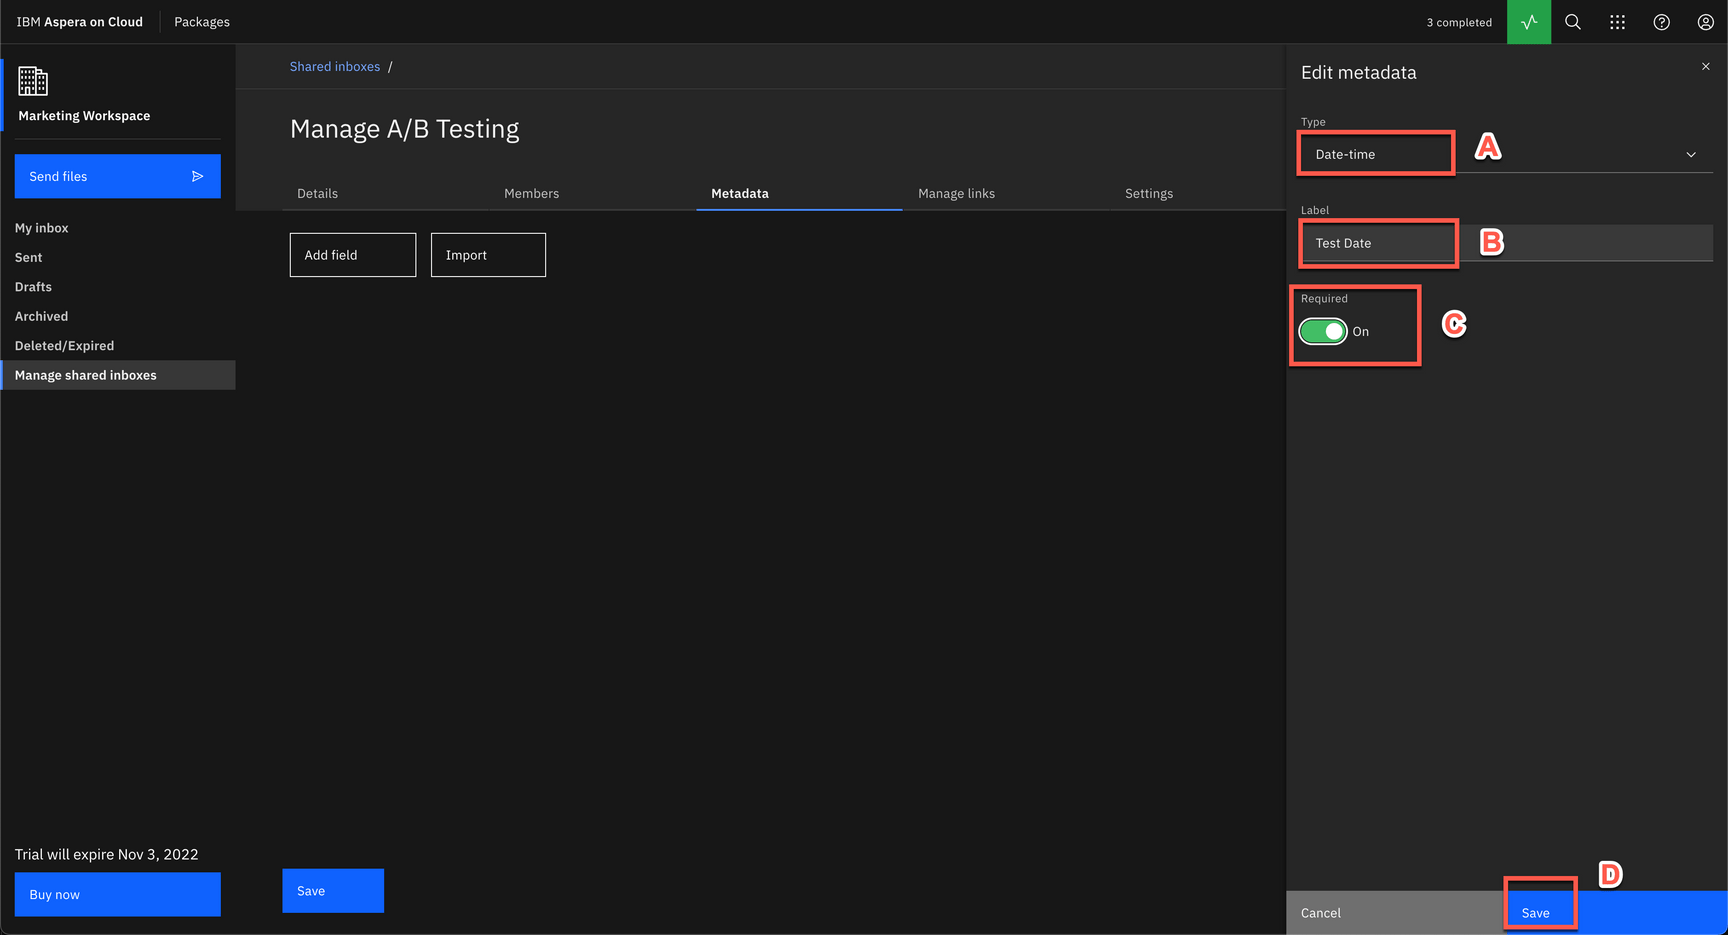 IBM Aspera on Cloud
Packages
3 completed
Marketing Workspace
Send files
My inbox
Sent
Drafts
Archived
Deleted/Expired
Manage shared inboxes
Trial will expire Nov 3, 2022
Buy now
Shared inboxes /
Manage A/B Testing
Details
Members
Metadata
Manage links
Settings
Add field
Import
Save
Edit metadata
Type
Date-time
A
Label
Test Date
B
Required
On
C
D
Cancel
Save